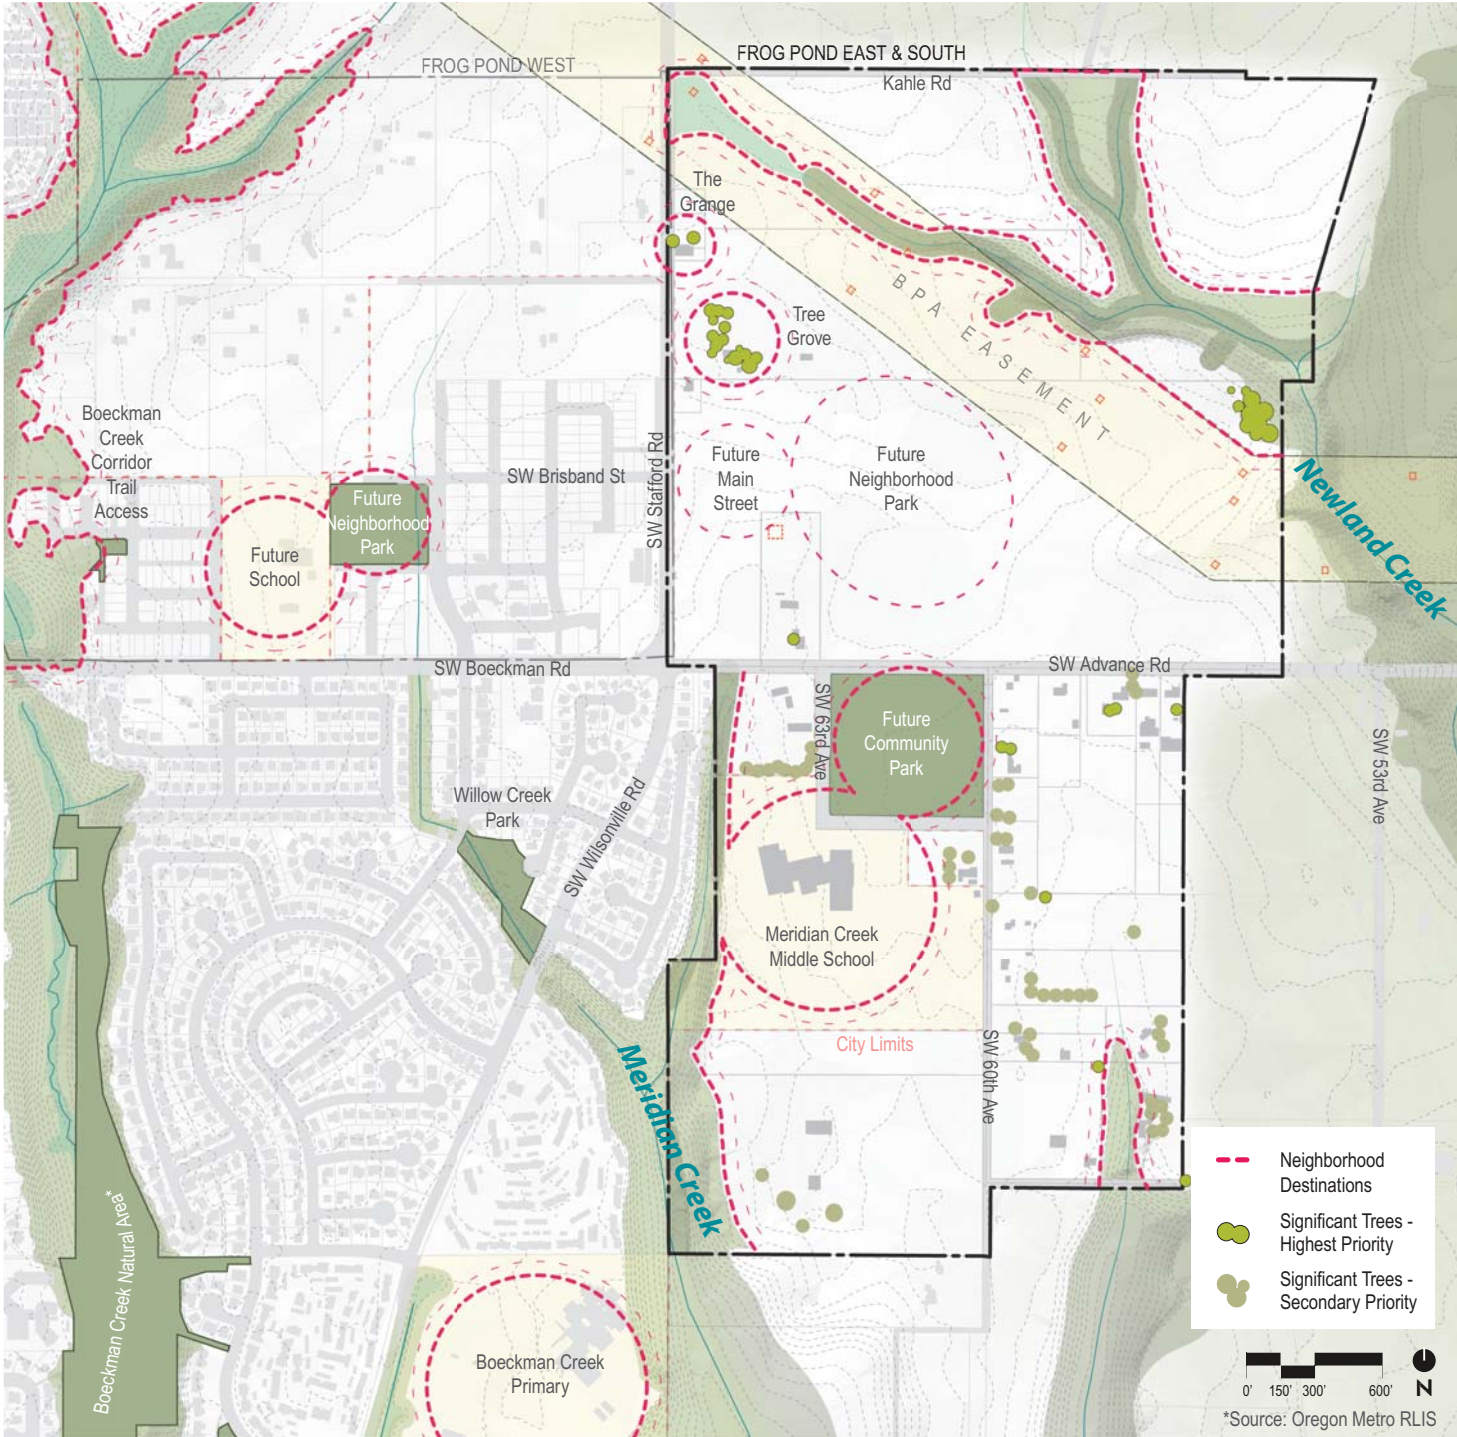 FROG POND EAST & SOUTH
FROG POND WEST
Kahle Rd
The
Grange
Tree
Grove
BPA EASEMENT
Boeckman
Creek
Corridor
Trail
Access
SW Brisband St
SW Stafford Rd
Future
Main
Street
Future
Neighborhood
Park
Future
Neighborhood
Park
Future
School
Newland Creek
SW Boeckman Rd
SW Advance Rd
SW 63rd Ave
Future
Community
Park
SW 53rd Ave
Willow Creek
Park
SW Wilsonville Rd
Meridian Creek
Middle School
City Limits
SW 60th Ave
Meridian Creek
Boeckman Creek Natural Area*
Boeckman Creek
Primary
Neighborhood
Destinations
Significant Trees -
Highest Priority
Significant Trees -
Secondary Priority
0' 150' 300' 600'
N
*Source: Oregon Metro RLIS